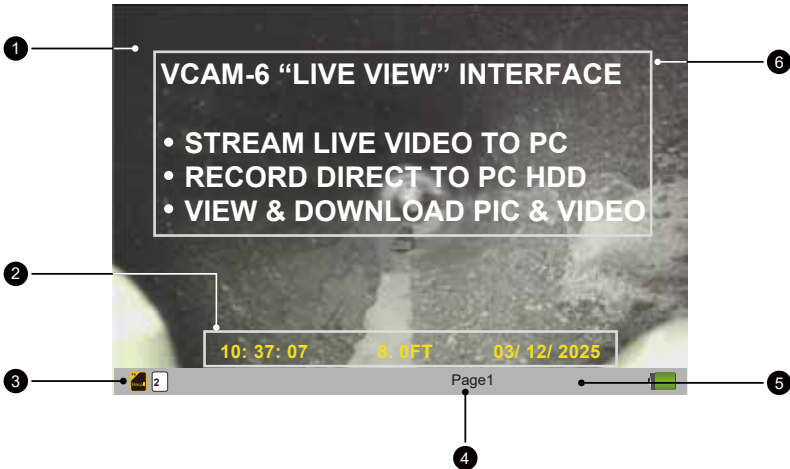 1
VCAM-6 “LIVE VIEW” INTERFACE
6
• STREAM LIVE VIDEO TO PC
• RECORD DIRECT TO PC HDD
• VIEW & DOWNLOAD PIC & VIDEO
2
10: 37: 07 8. 0FT 03/ 12/ 2025
3 2 Page1 5
4